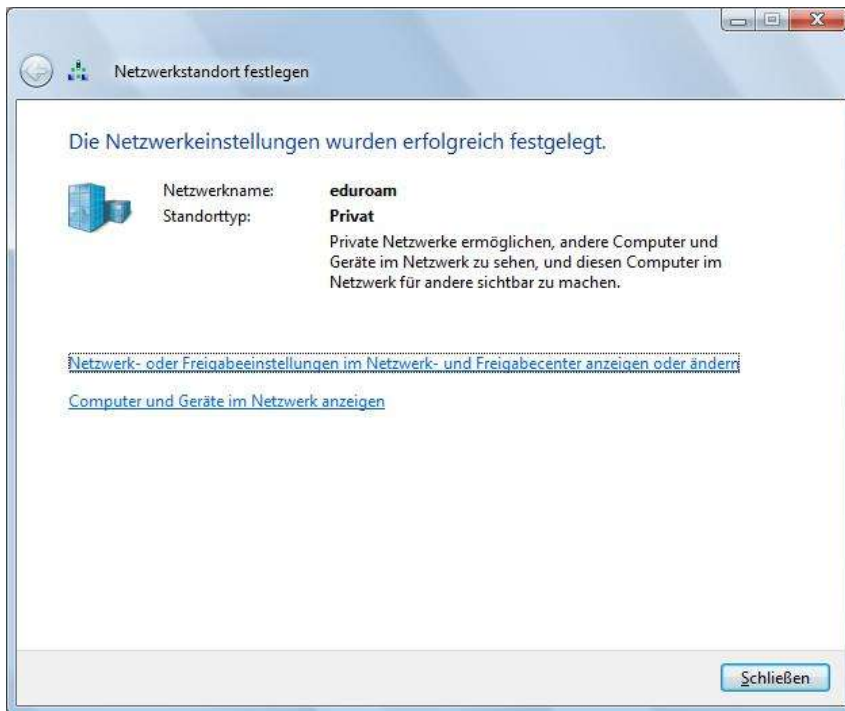 Netzwerkstandort festlegen
Die Netzwerkeinstellungen wurden erfolgreich festgelegt.
Netzwerkname: eduroam
Standorttyp: Privat
Private Netzwerke ermöglichen, andere Computer und
Geräte im Netzwerk zu sehen, und diesen Computer im
Netzwerk für andere sichtbar zu machen.
Netzwerk- oder Freigabeeinstellungen im Netzwerk- und Freigabecenter anzeigen oder ändern
Computer und Geräte im Netzwerk anzeigen
Schließen